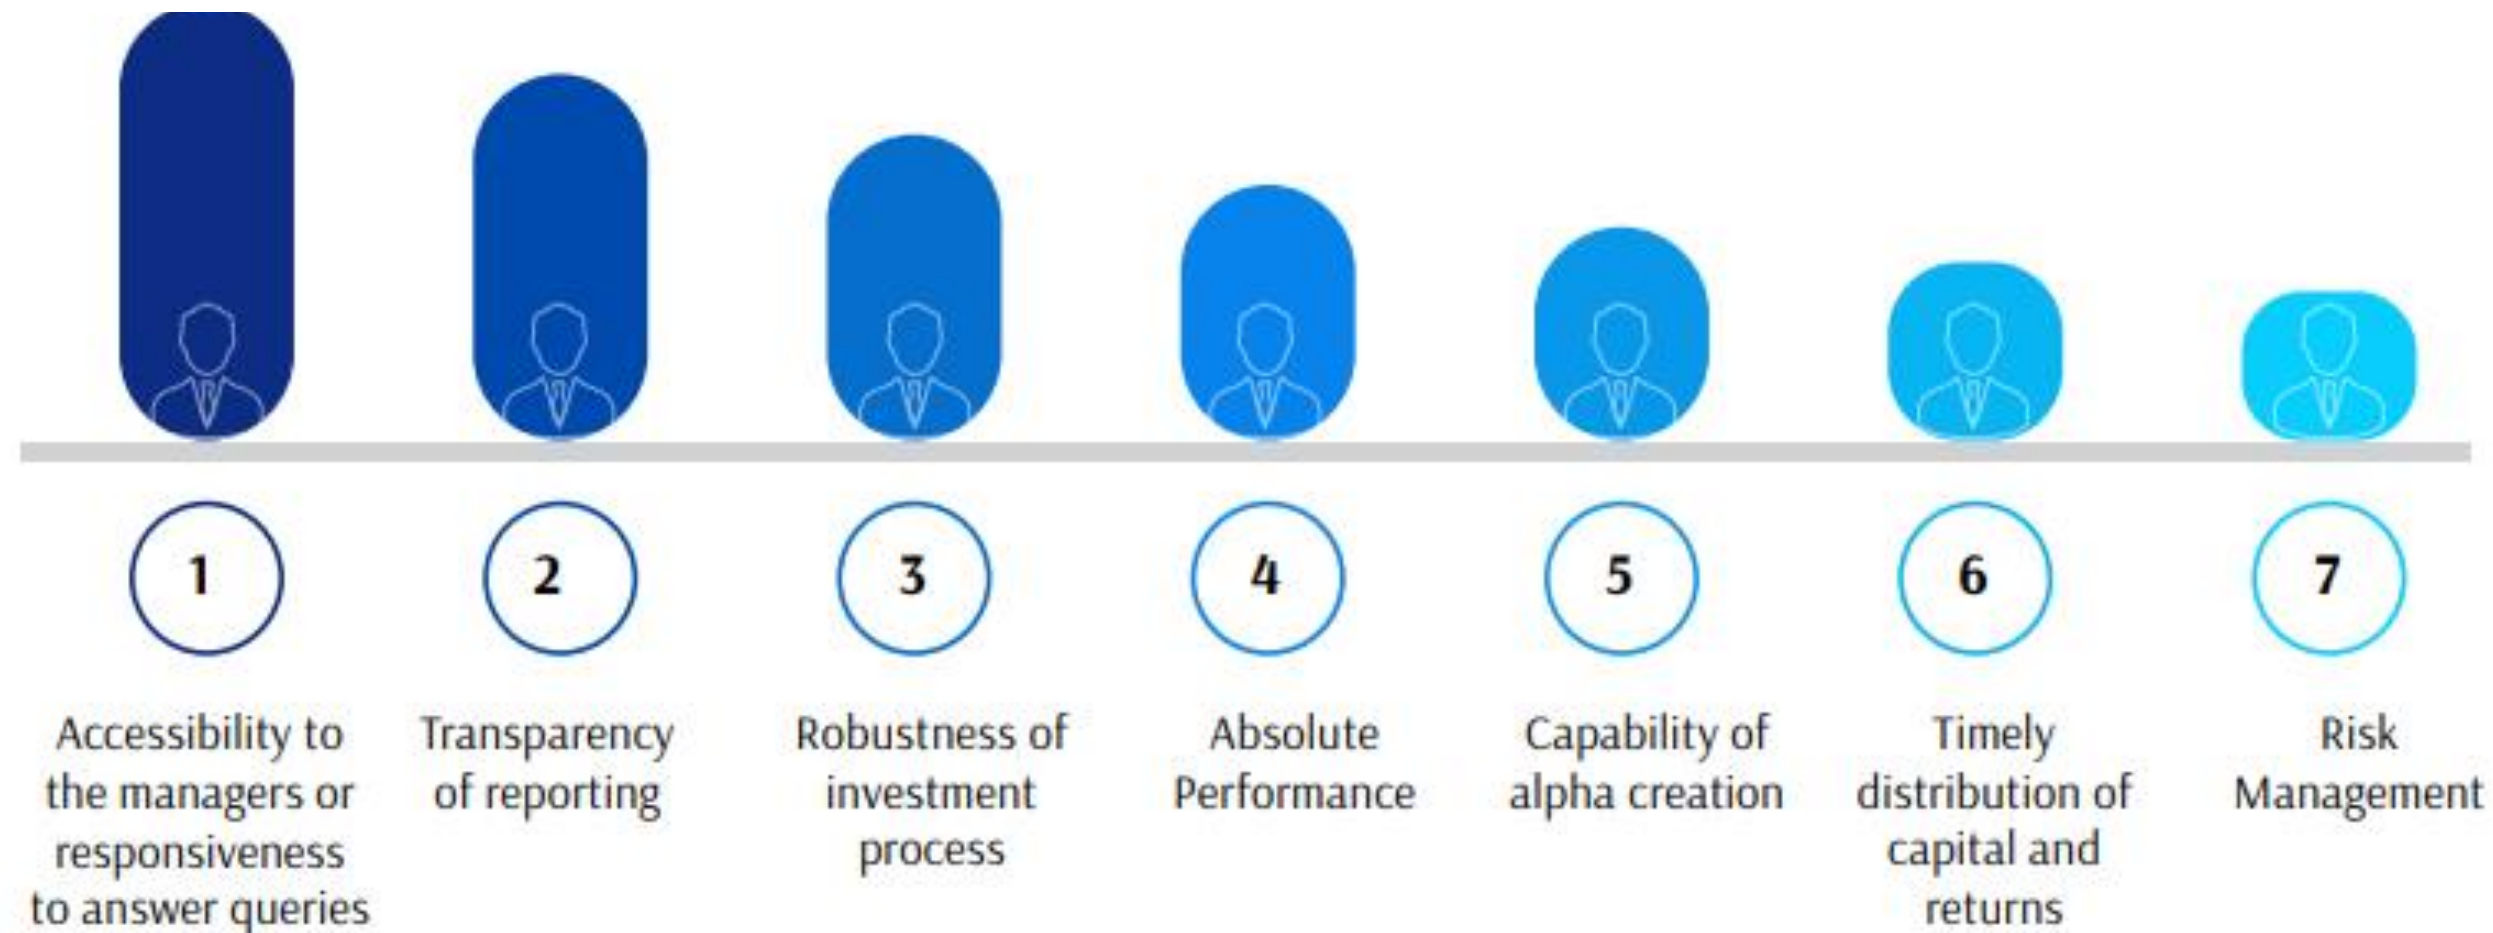 1
2
3
4
5
6
7
Accessibility to
the managers or
responsiveness
to answer queries
Transparency
of reporting
Robustness of
investment
process
Absolute
Performance
Capability of
alpha creation
Timely
distribution of
capital and
returns
Risk
Management